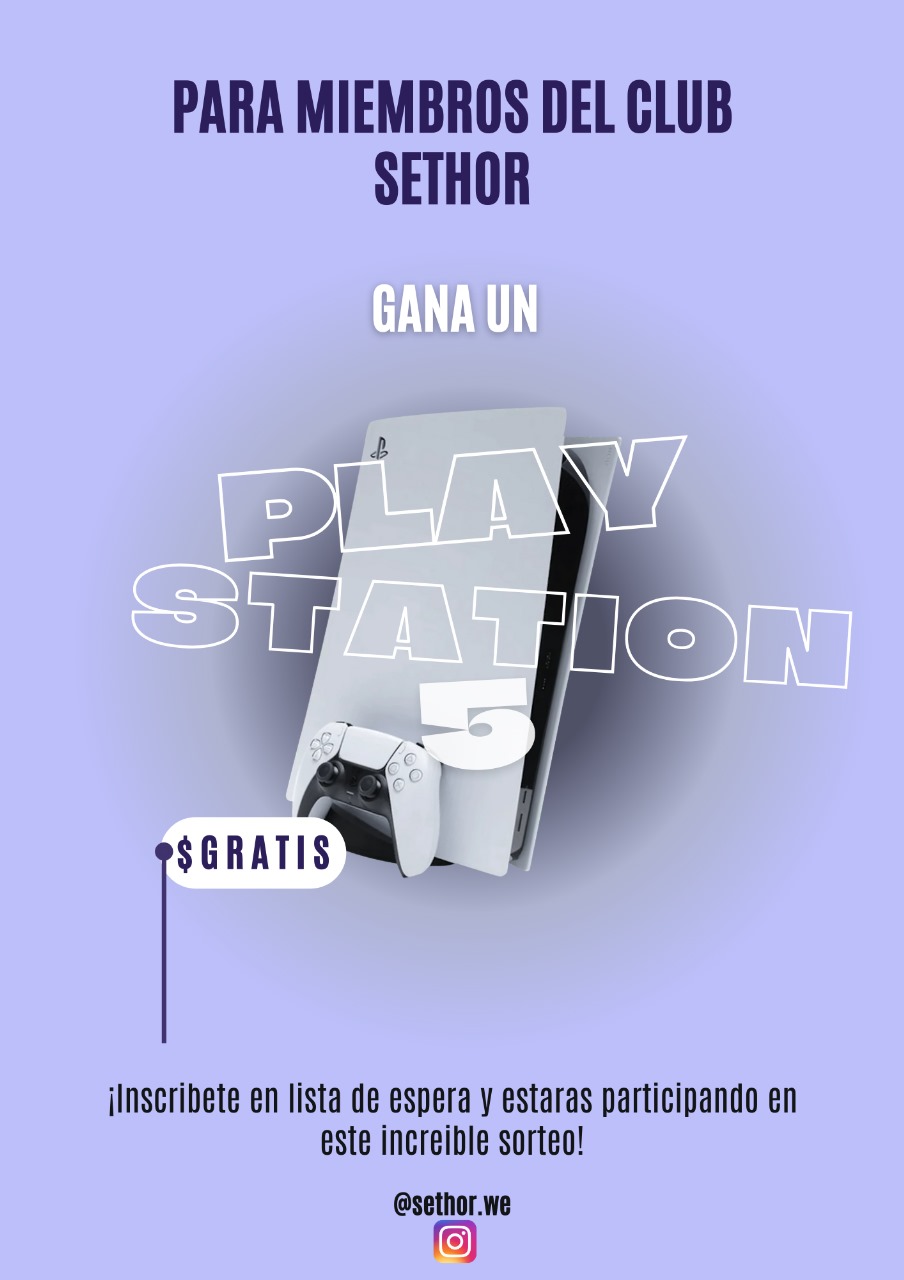 PARA MIEMBROS DEL CLUB
SETHOR
GANA UN
PLAY
STATION
5
$GRATIS
¡Inscribete en lista de espera y estaras participando en
este increible sorteo!
@sethor.we